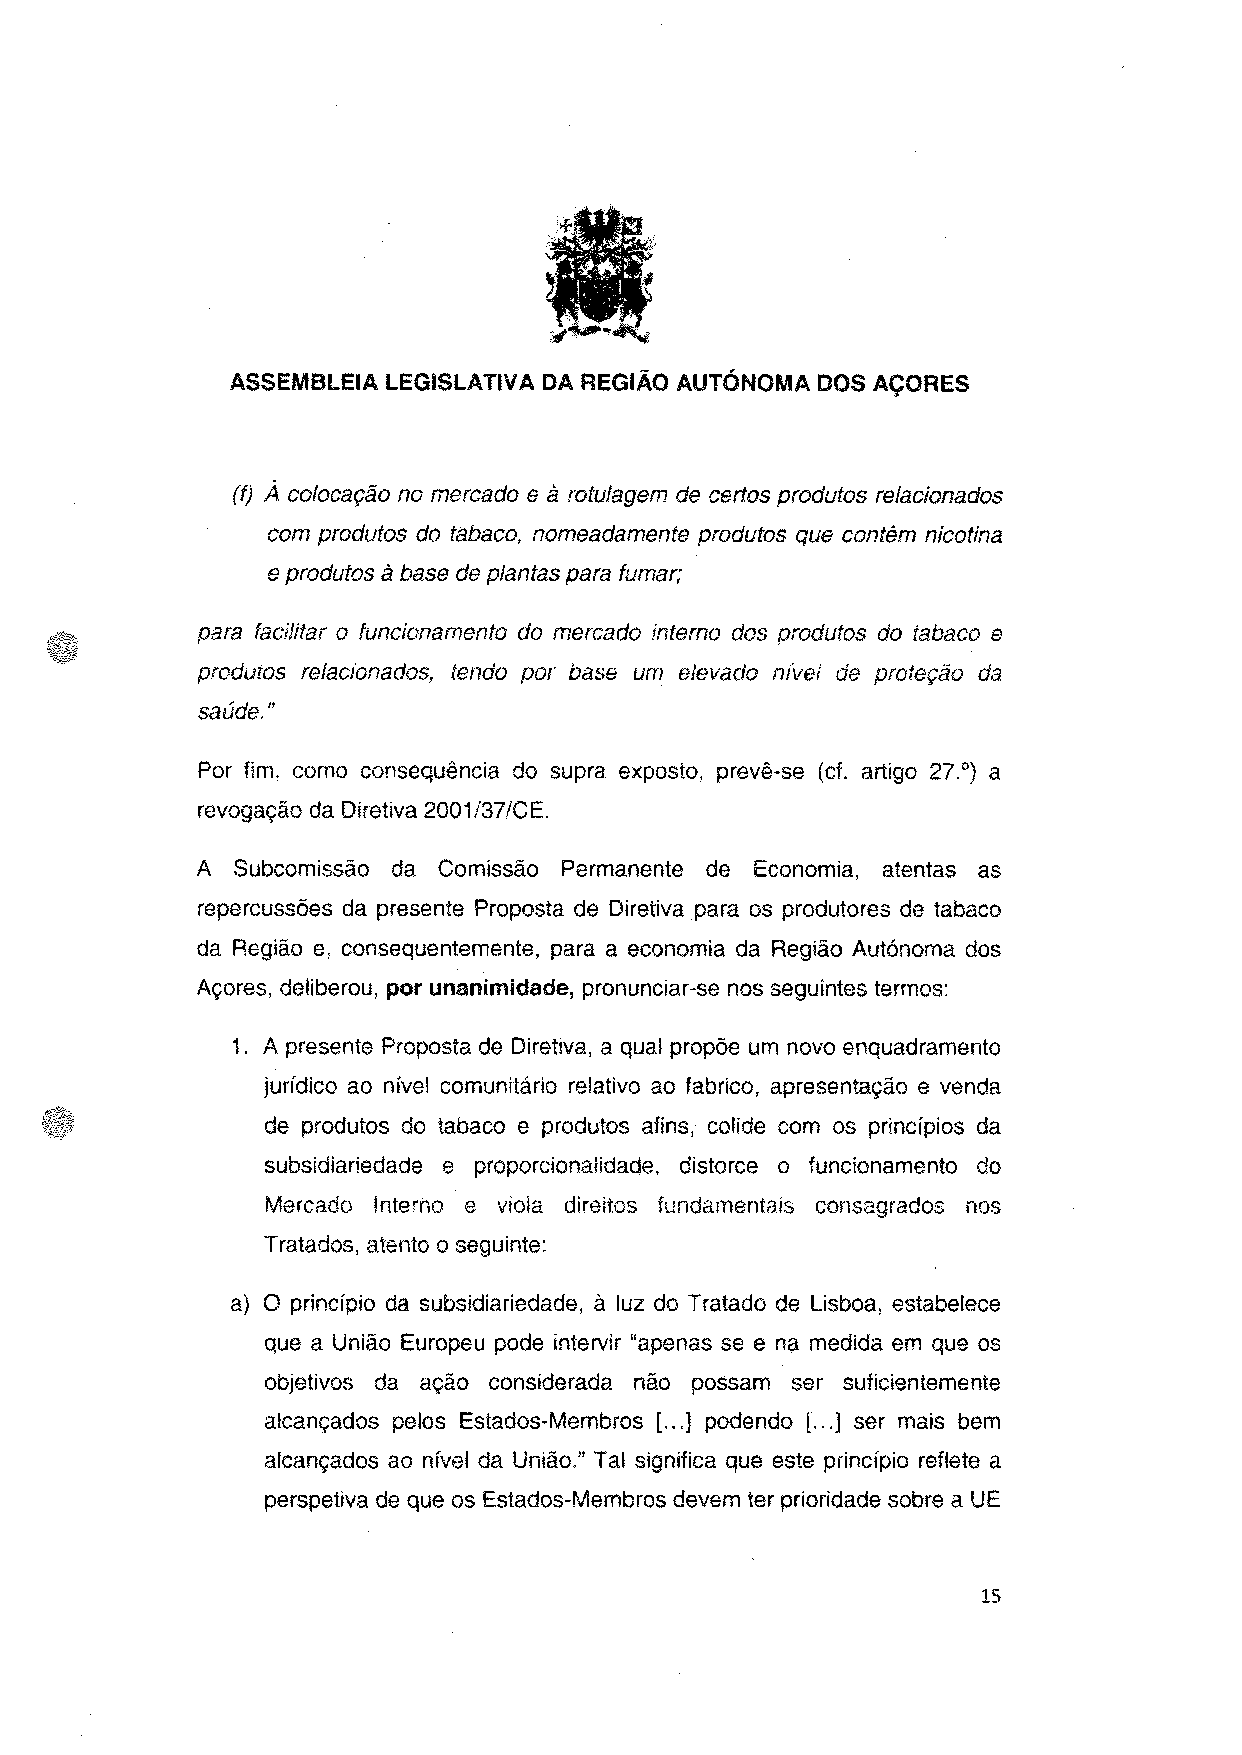 ASSEMBLEIA LEGISLATIVA DA REGIÃO AUTÓNOMA DOS AÇORES
(f) À colocação no mercado e à rotulagem de certos produtos relacionados
com produtos do tabaco, nomeadamente produtos que contêm nicotina
e produtos à base de plantas para fumar;
para facilitar o funcionamento do mercado interno dos produtos do tabaco e
produtos relacionados, tendo por base um elevado nível de proteção da
saúde."
Por fim, como consequência do supra exposto, prevê-se (cf. artigo 27.º) a
revogação da Diretiva 2001/37/CE.
A Subcomissão da Comissão Permanente de Economia, atentas as
repercussões da presente Proposta de Diretiva para os produtores de tabaco
da Região e, consequentemente, para a economia da Região Autónoma dos
Açores, deliberou, por unanimidade, pronunciar-se nos seguintes termos:
1. A presente Proposta de Diretiva, a qual propõe um novo enquadramento
jurídico ao nível comunitário relativo ao fabrico, apresentação e venda
de produtos do tabaco e produtos afins, colide com os princípios da
subsidiariedade e proporcionalidade, distorce o funcionamento do
Mercado Interno e viola direitos fundamentais consagrados nos
Tratados, atento o seguinte:
a) O princípio da subsidiariedade, à luz do Tratado de Lisboa, estabelece
que a União Europeu pode intervir "apenas se e na medida em que os
objetivos da ação considerada não possam ser suficientemente
alcançados pelos Estados-Membros [...] podendo [...] ser mais bem
alcançados ao nível da União." Tal significa que este princípio reflete a
perspetiva de que os Estados-Membros devem ter prioridade sobre a UE
15